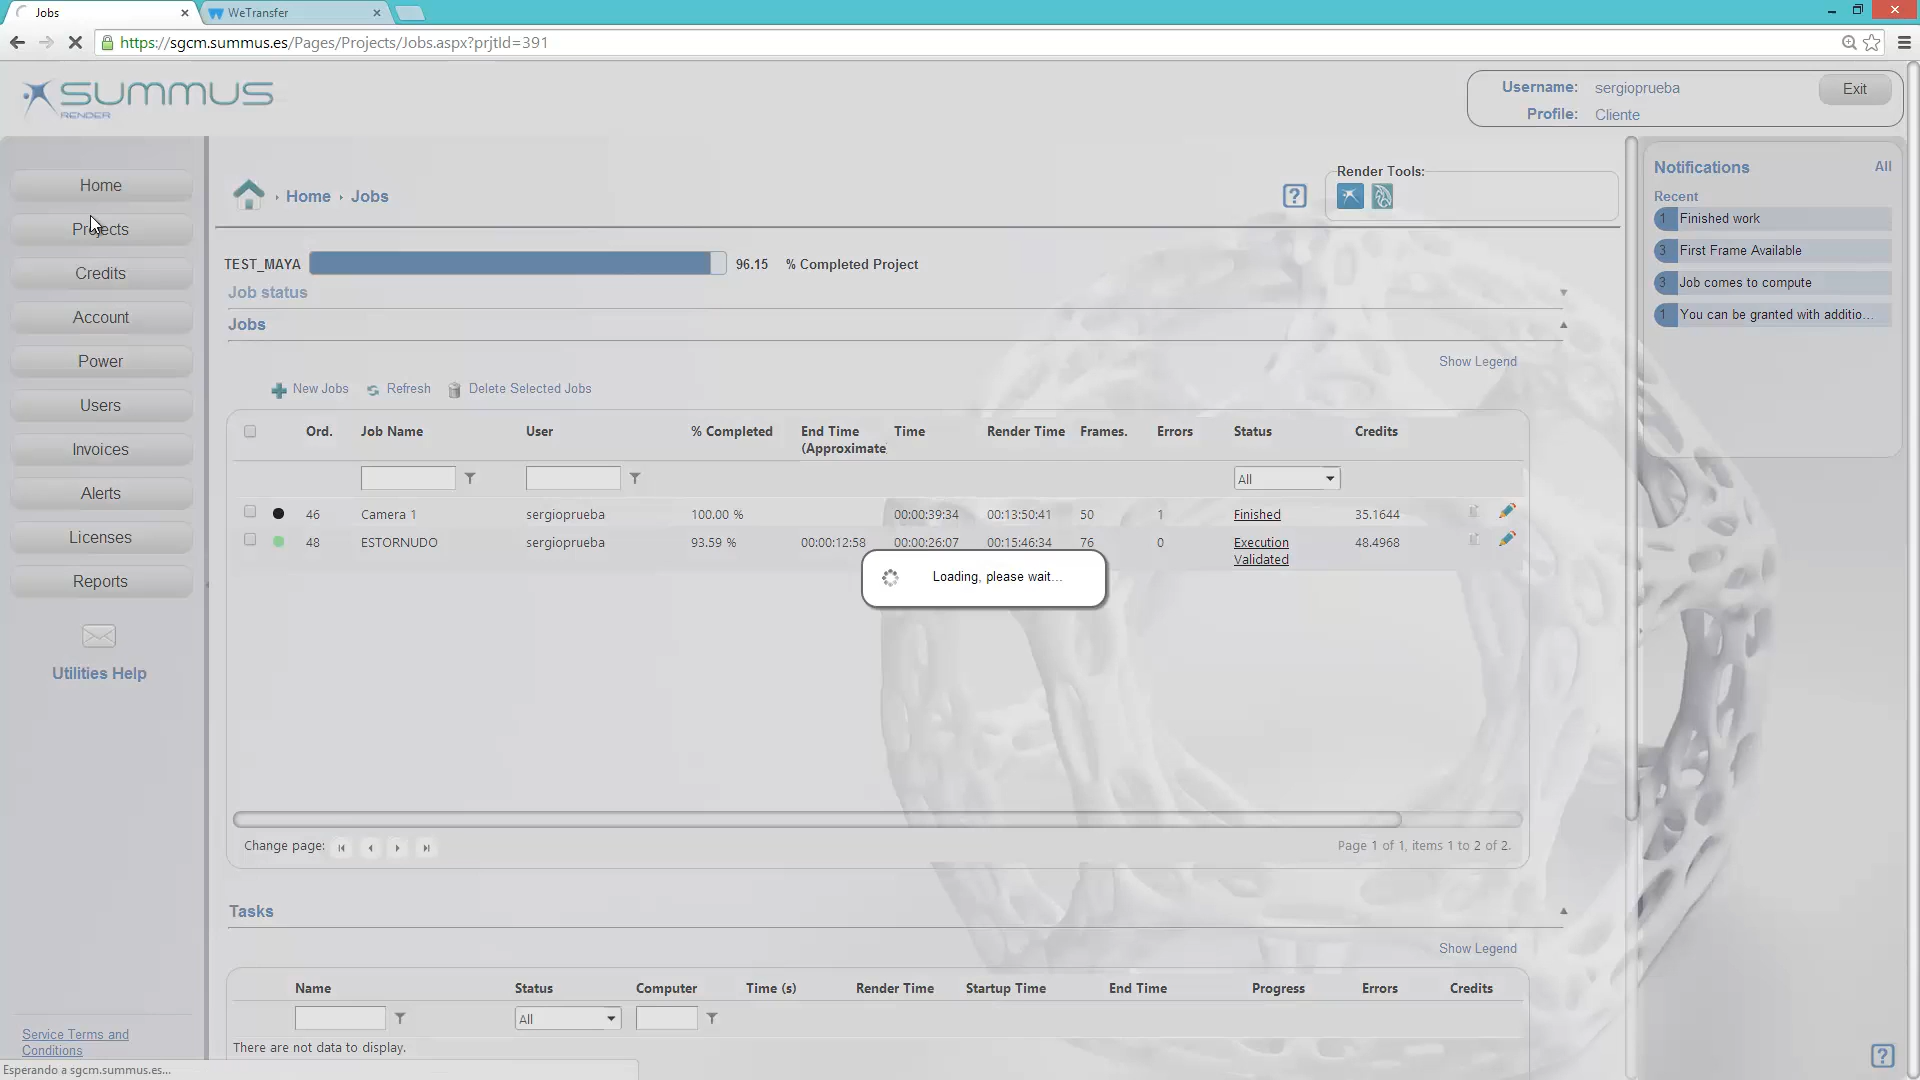 Jobs
WeTransfer
https://sgcm.summus.es/Pages/Projects/Jobs.aspx?prjtId=391
SUMMUS
RENDER
Username: sergioprueba
Profile: Cliente
Exit
Home
Projects
Credits
Account
Power
Users
Invoices
Alerts
Licenses
Reports
Utilities Help
Service Terms and
Conditions
Home Jobs
Render Tools:
TEST_MAYA 96.15 % Completed Project
Job status
Jobs
Show Legend
New Jobs Refresh Delete Selected Jobs
Ord. Job Name User % Completed End Time (Approximate Time Render Time Frames. Errors Status Credits
All
46 Camera 1 sergioprueba 100.00 % 00:00:39:34 00:13:50:41 50 1 Finished 35.1644
48 ESTORNUDO sergioprueba 93.59 % 00:00:12:58 00:00:26:07 00:15:46:34 76 0 Execution Validated 48.4968
Loading, please wait...
Change page: Page 1 of 1, items 1 to 2 of 2.
Tasks
Show Legend
Name Status Computer Time (s) Render Time Startup Time End Time Progress Errors Credits
All
There are not data to display.
Notifications All
Recent
1 Finished work
3 First Frame Available
3 Job comes to compute
1 You can be granted with additio...
Esperando a sgcm.summus.es...